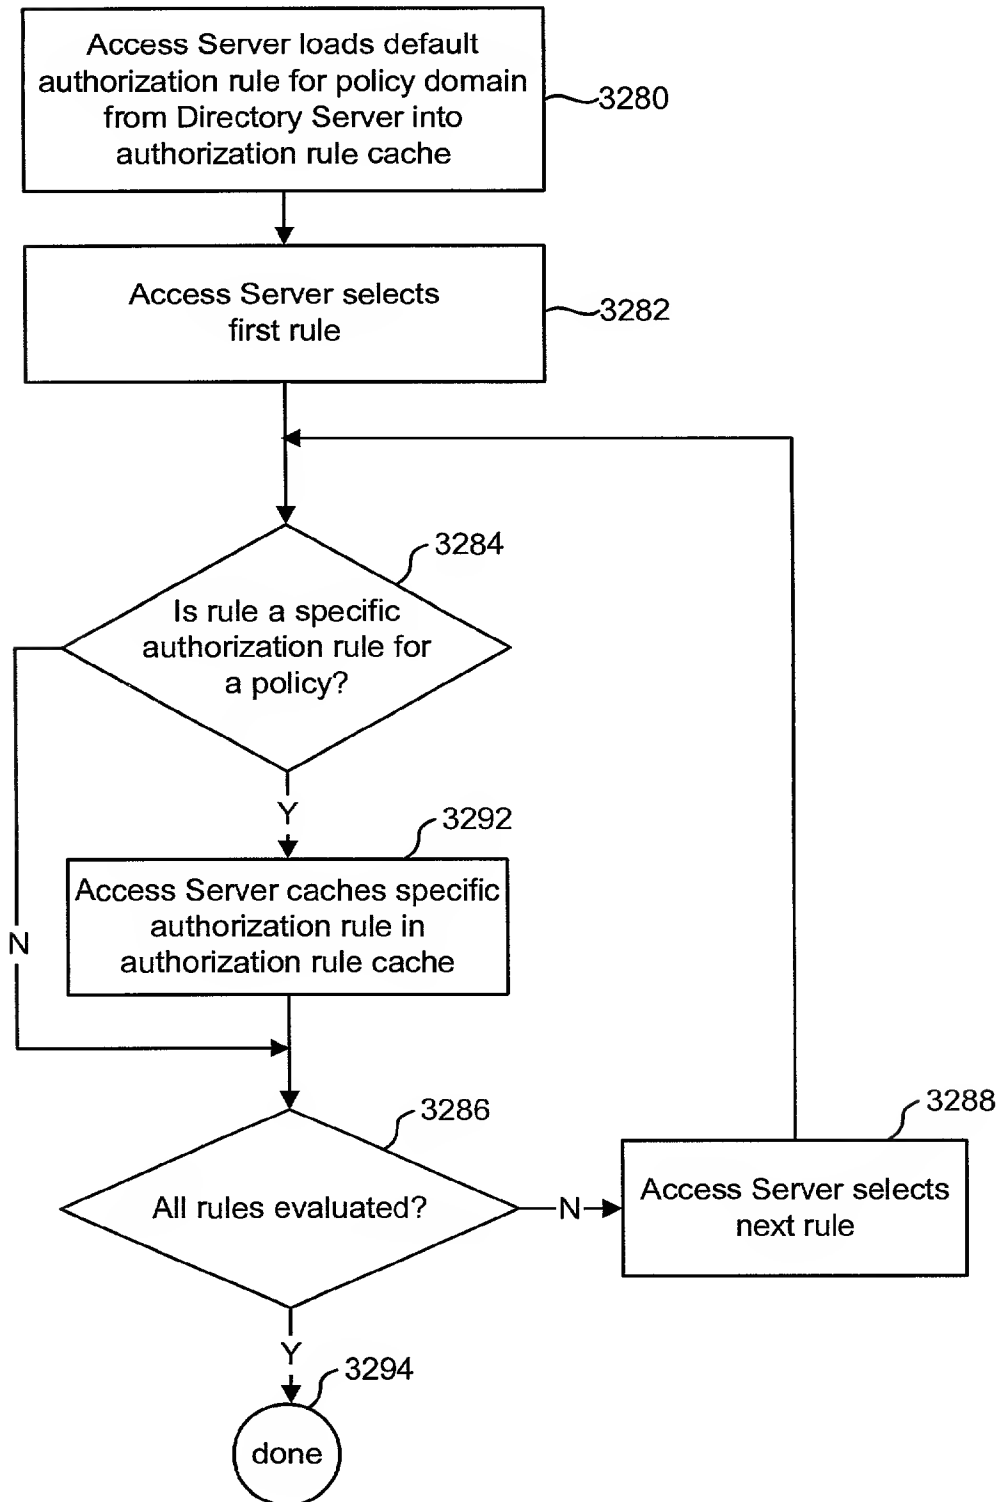 Access Server loads default
authorization rule for policy domain
from Directory Server into
authorization rule cache
3280
Access Server selects
first rule
3282
3284
Is rule a specific
authorization rule for
a policy?
Y
3292
Access Server caches specific
authorization rule in
authorization rule cache
N
3286
All rules evaluated?
N
3288
Access Server selects
next rule
Y
3294
done